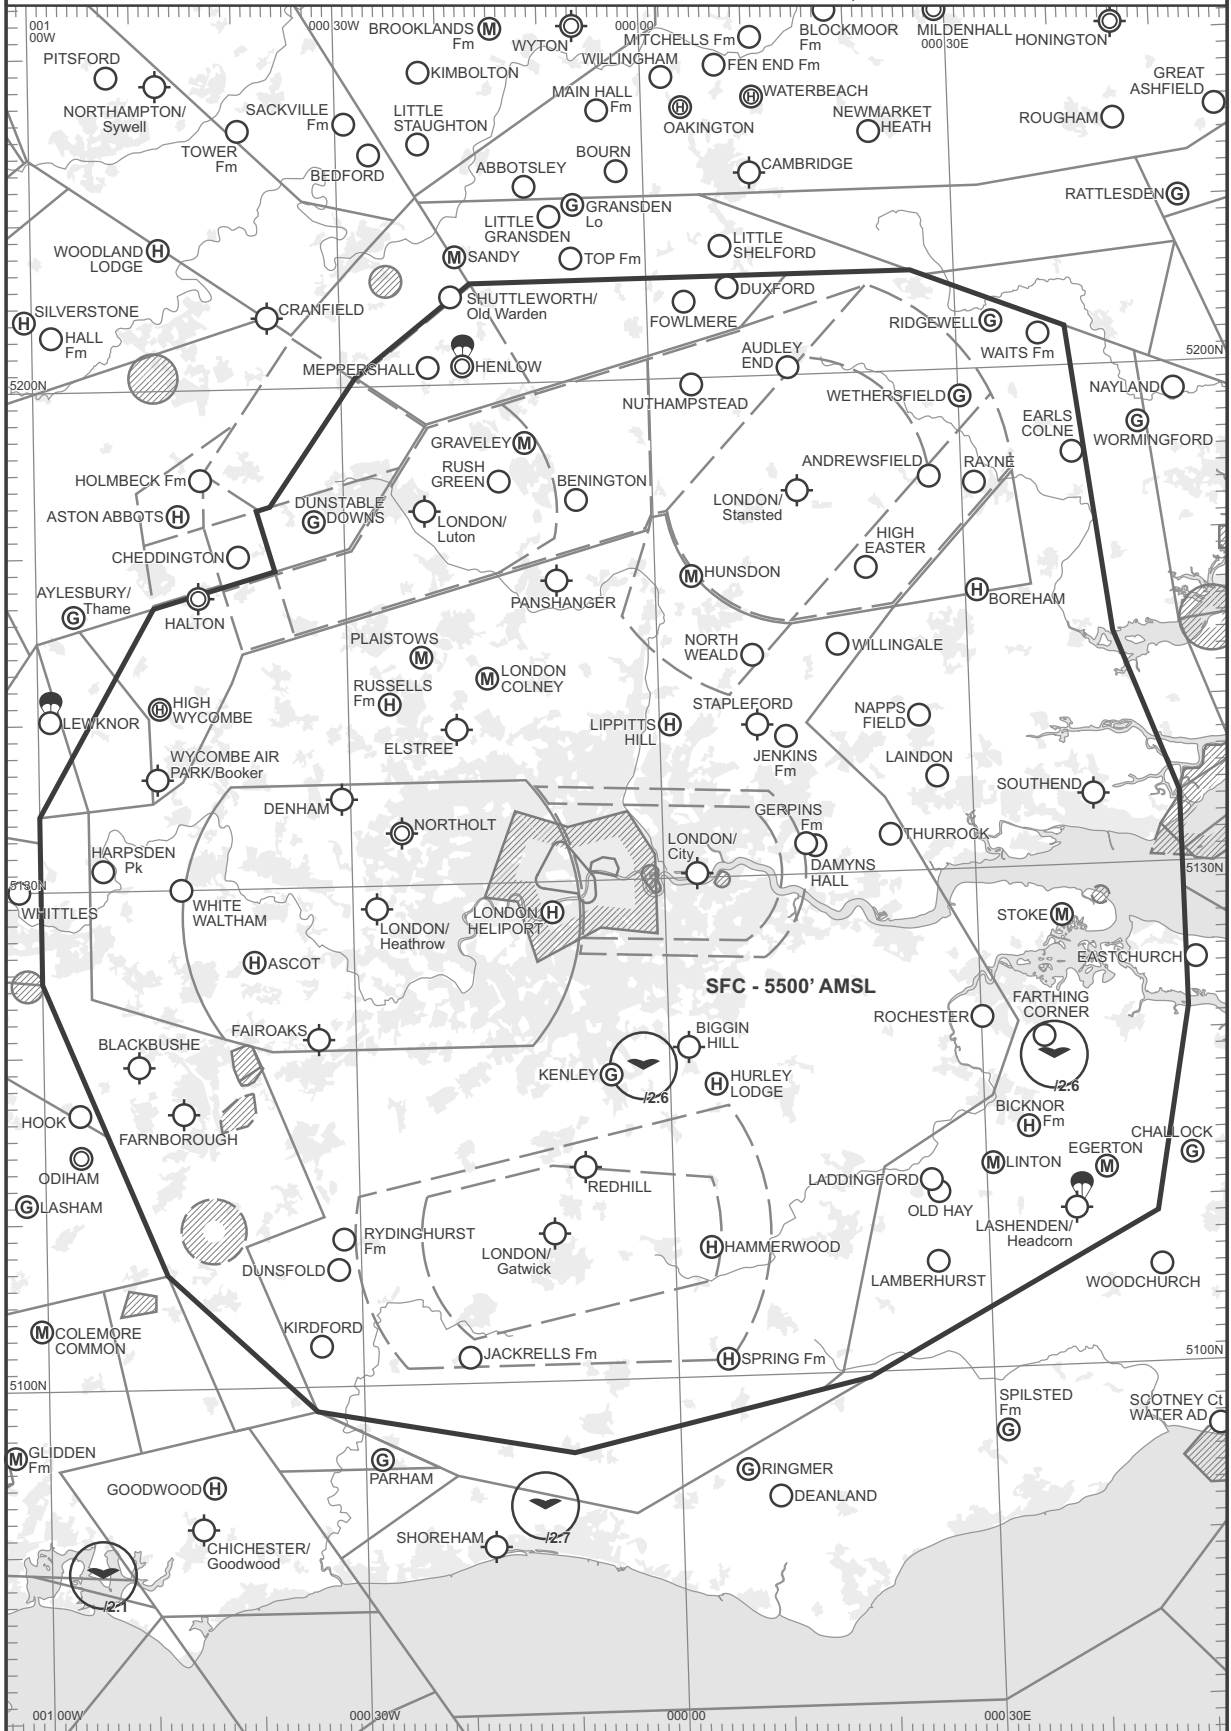 001
00W
000 30W
BROOKLANDS
Fm
M
WYTON
000 00
MITCHELLS Fm
BLOCKMOOR
Fm
MILDENHALL
000 30E
HONINGTON
PITSFORD
KIMBOLTON
WILLINGHAM
FEN END Fm
GREAT
ASHFIELD
NORTHAMPTON/
Sywell
SACKVILLE
Fm
LITTLE
STAUGHTON
MAIN HALL
Fm
H
OAKINGTON
H
WATERBEACH
NEWMARKET
HEATH
ROUGHAM
TOWER
Fm
BEDFORD
ABBOTSLEY
BOURN
CAMBRIDGE
RATTLESDEN
G
LITTLE
GRANSDEN
G
GRANSDEN
Lo
WOODLAND
LODGE
H
M
SANDY
TOP Fm
LITTLE
SHELFORD
SILVERSTONE
H
HALL
Fm
CRANFIELD
SHUTTLEWORTH/
Old Warden
FOWLMERE
DUXFORD
RIDGEWELL
G
WAITS Fm
MEPPERSHALL
HENLOW
AUDLEY
END
5200N
5200N
NUTHAMPSTEAD
WETHERSFIELD
G
NAYLAND
EARLS
COLNE
G
WORMINGFORD
GRAVELEY
M
HOLMBECK Fm
RUSH
GREEN
BENINGTON
LONDON/
Stansted
ANDREWSFIELD
RAYNE
ASTON ABBOTS
H
DUNSTABLE
DOWNS
G
LONDON/
Luton
CHEDDINGTON
HIGH
EASTER
AYLESBURY/
Thame
G
HALTON
PANSHANGER
M
HUNSDON
H
BOREHAM
PLAISTOWS
M
NORTH
WEALD
WILLINGALE
M
LONDON
COLNEY
RUSSELLS
Fm
H
LEWKNOR
H
HIGH
WYCOMBE
ELSTREE
LIPPITTS
HILL
H
STAPLEFORD
JENKINS
Fm
NAPPS
FIELD
WYCOMBE AIR
PARK/Booker
LAINDON
SOUTHEND
DENHAM
NORTHOLT
GERPINS
Fm
LONDON/
City
THURROCK
DAMYNS
HALL
HARPSDEN
Pk
5130N
5130N
WHITTLES
WHITE
WALTHAM
LONDON/
Heathrow
LONDON
HELIPORT
H
STOKE
M
EASTCHURCH
H
ASCOT
SFC - 5500' AMSL
FARTHING
CORNER
ROCHESTER
FAIROAKS
BIGGIN
HILL
BLACKBUSHE
KENLEY
G
/2.6
H
HURLEY
LODGE
/2.6
HOOK
FARNBOROUGH
BICKNOR
Fm
H
CHALLOCK
G
ODIHAM
M
LINTON
EGERTON
M
REDHILL
LADDINGFORD
OLD HAY
G
LASHAM
LASHENDEN/
Headcorn
RYDINGHURST
Fm
LONDON/
Gatwick
H
HAMMERWOOD
DUNSFOLD
LAMBERHURST
WOODCHURCH
M
COLEMORE
COMMON
KIRDFORD
JACKRELLS Fm
H
SPRING Fm
5100N
5100N
SPILSTED
Fm
G
SCOTNEY Ct
WATER AD
M
GLIDDEN
Fm
G
PARHAM
G
RINGMER
GOODWOOD
H
DEANLAND
SHOREHAM
/2.7
CHICHESTER/
Goodwood
/2.1
001 00W
000 30W
000 00
000 30E